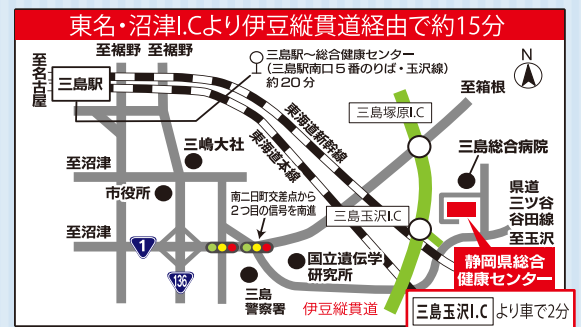 東名・沼津I.Cより伊豆縦貫道経由で約15分
至裾野
至裾野
至名古屋
三島駅
三島駅〜総合健康センター
(三島駅南口5番のりば・玉沢線)
約20分
N
至箱根
三島塚原I.C
東海道新幹線
東海道本線
三嶋大社
至沼津
市役所
三島総合病院
県道
三ツ谷
谷田線
至玉沢
南二日町交差点から
2つ目の信号を南進
三島玉沢I.C
至沼津
1
136
国立遺伝学
研究所
三島
警察署
伊豆縦貫道
静岡県総合
健康センター
三島玉沢I.Cより車で2分